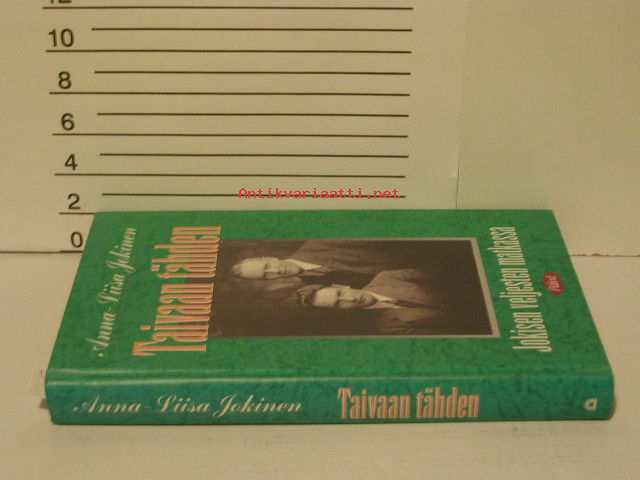 12
10
8
6
4
2
0
Antikvariaatti.net
Anna-Liisa Jokinen
Taivaan tähden
Jokisen veljesten matkassa
Päivä
Anna-Liisa Jokinen
Taivaan tähden